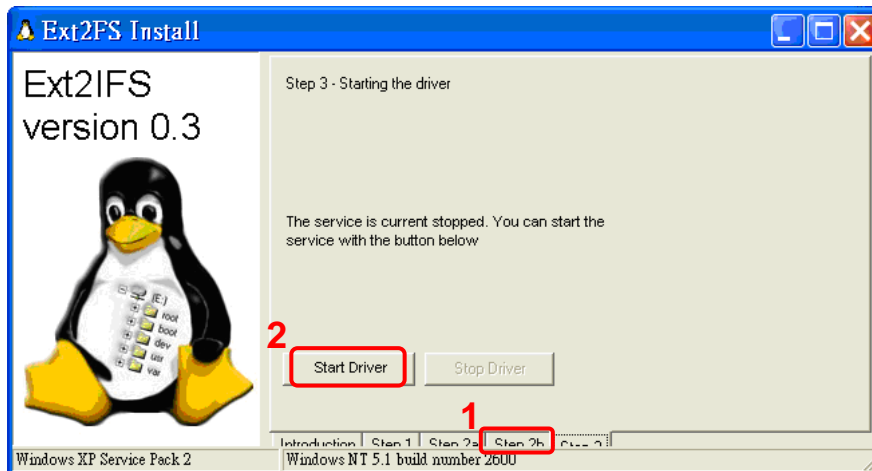 Ext2FS Install
Ext2IFS
version 0.3
Step 3 - Starting the driver
The service is current stopped. You can start the
service with the button below
(E:)
root
boot
dev
usr
var
2
Start Driver
Stop Driver
1
Introduction Step 1 Step 2a Step 2b Step 3
Windows XP Service Pack 2
Windows NT 5.1 build number 2600